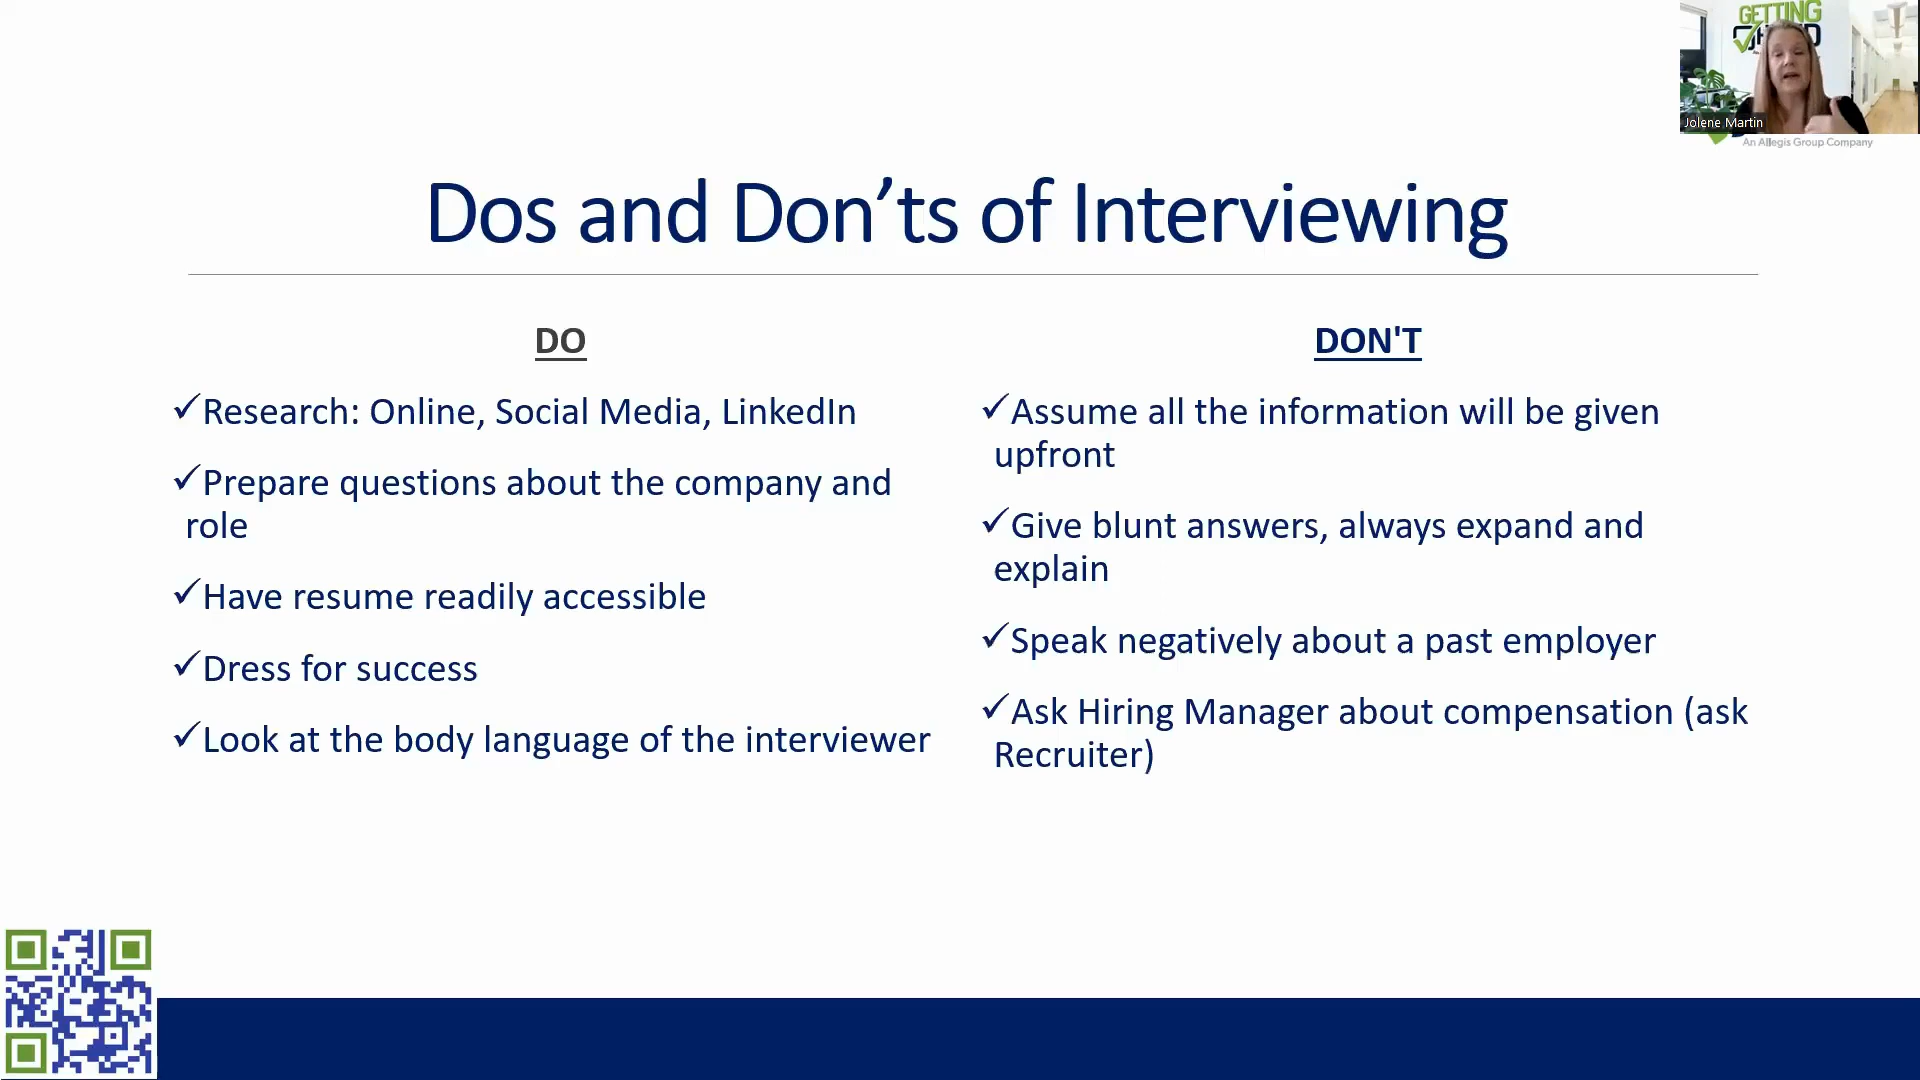 GETTING
Jolene Martin
An Allegis Group Company
Dos and Don’ts of Interviewing
DO
✓Research: Online, Social Media, LinkedIn
✓Prepare questions about the company and
role
✓Have resume readily accessible
✓Dress for success
✓Look at the body language of the interviewer
DON'T
✓Assume all the information will be given
upfront
✓Give blunt answers, always expand and
explain
✓Speak negatively about a past employer
✓Ask Hiring Manager about compensation (ask
Recruiter)